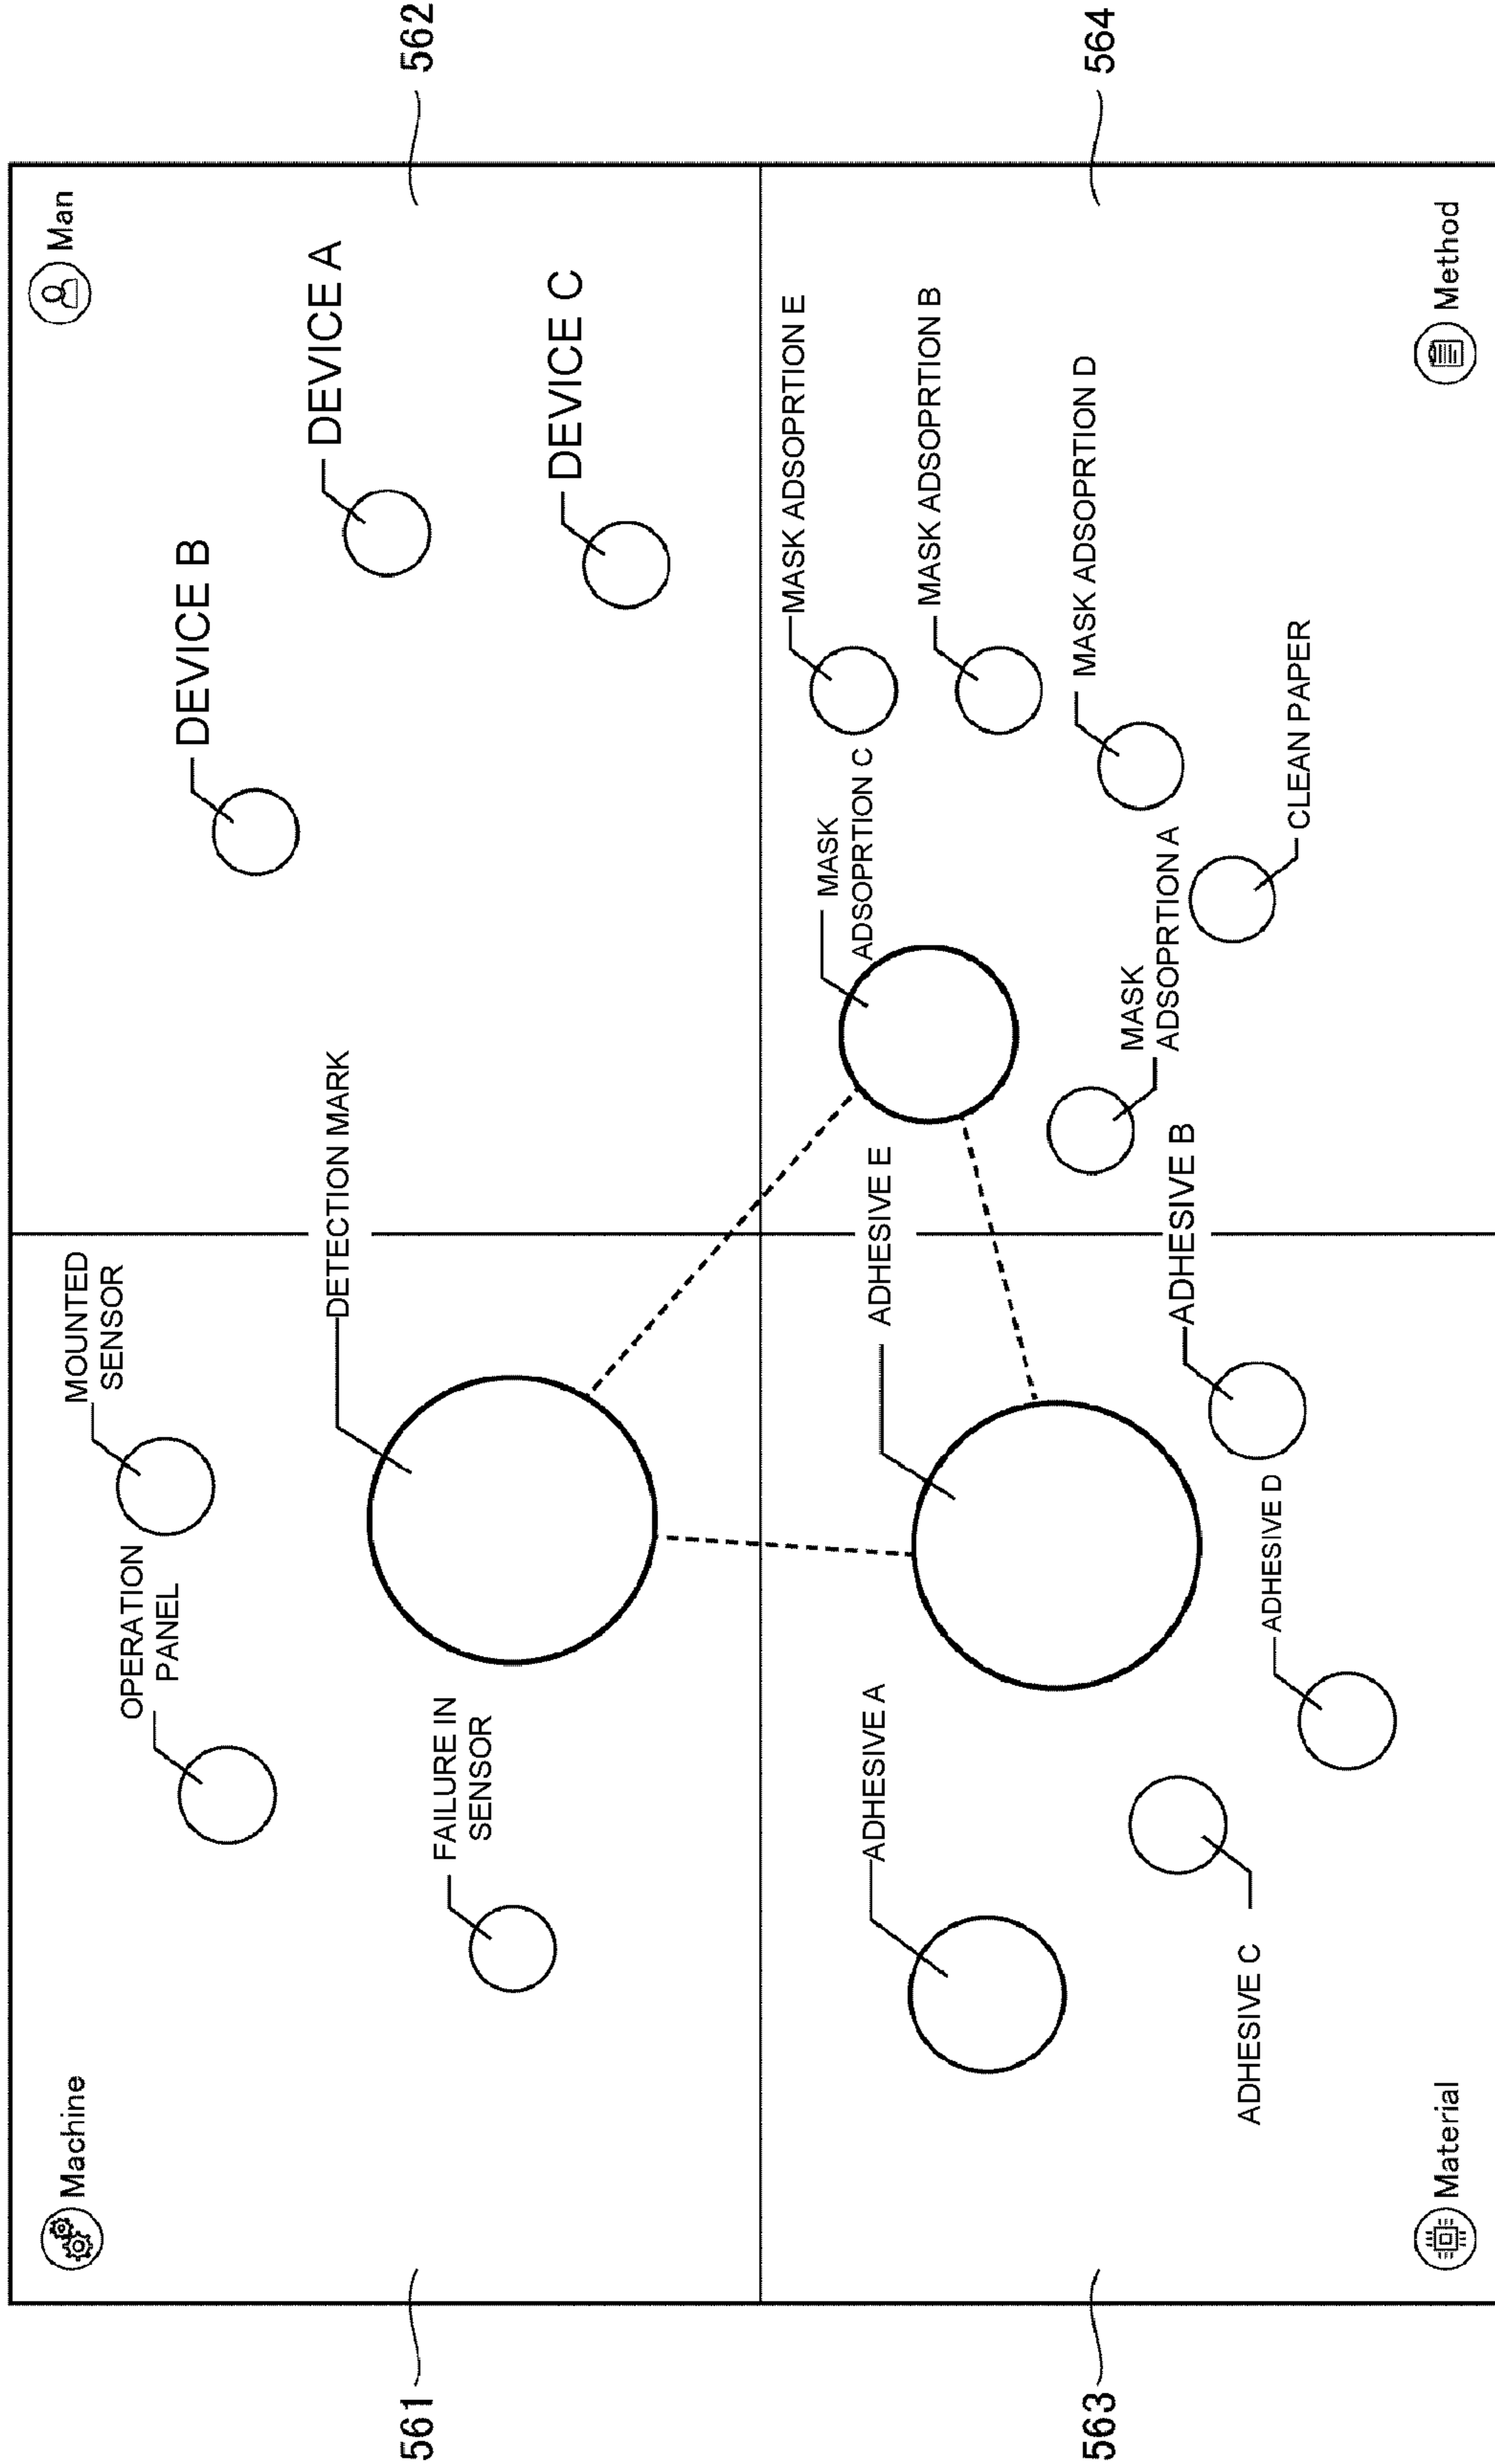 561
Machine
OPERATION
PANEL
MOUNTED
SENSOR
FAILURE IN
SENSOR
DETECTION MARK
562
Man
DEVICE B
DEVICE A
DEVICE C
563
Material
ADHESIVE A
ADHESIVE E
ADHESIVE C
ADHESIVE D
ADHESIVE B
564
Method
MASK
ADSOPRTION C
MASK ADSOPRTION E
MASK ADSOPRTION B
MASK ADSOPRTION D
MASK
ADSOPRTION A
CLEAN PAPER